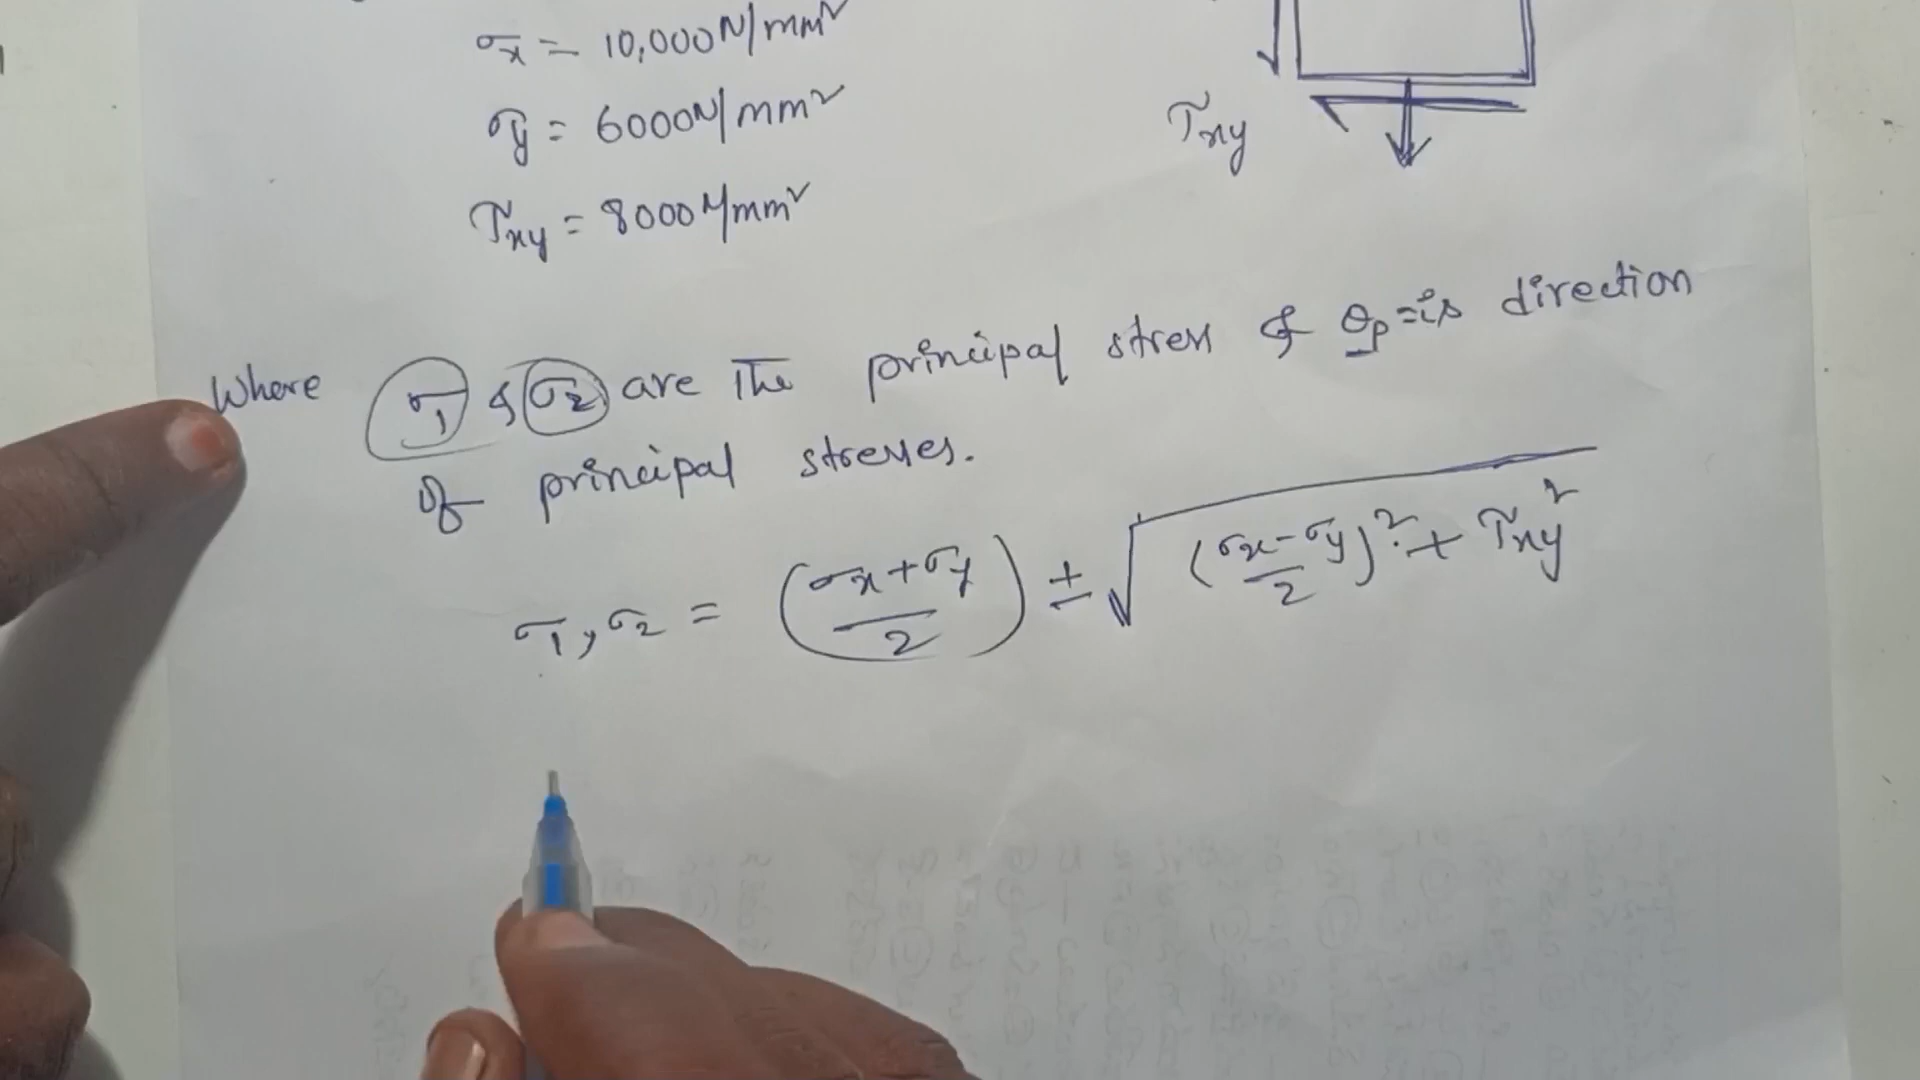 σx = 10,000 N/mm²
σy = 6000 N/mm²
τxy
τxy = 8000 N/mm²
Where σ1 & σ2 are The principal stress & θp = is direction
of principal stresses.
σ1, σ2 = (σx + σy / 2) ± √(σx - σy / 2)² + τxy²